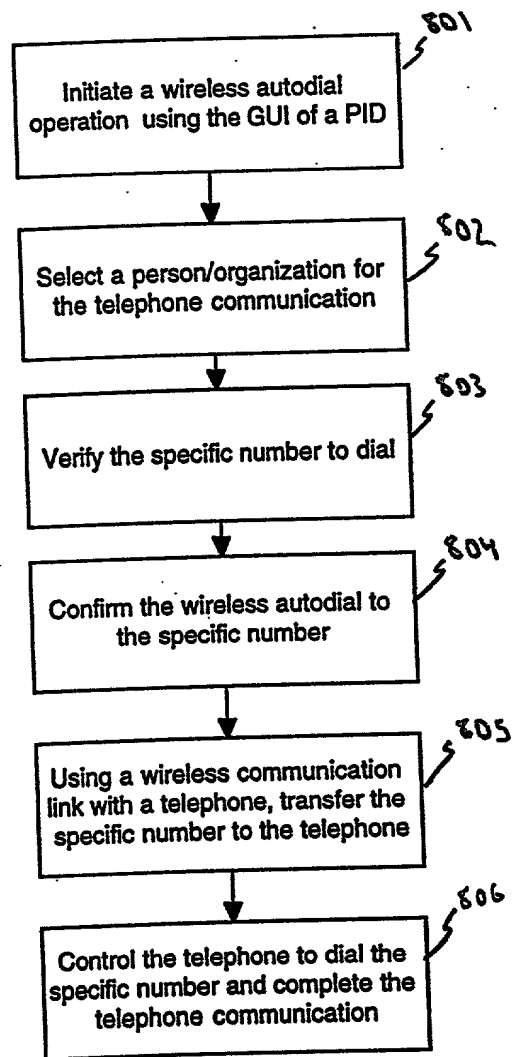 801
Initiate a wireless autodial
operation using the GUI of a PID
802
Select a person/organization for
the telephone communication
803
Verify the specific number to dial
804
Confirm the wireless autodial to
the specific number
805
Using a wireless communication
link with a telephone, transfer the
specific number to the telephone
806
Control the telephone to dial the
specific number and complete the
telephone communication